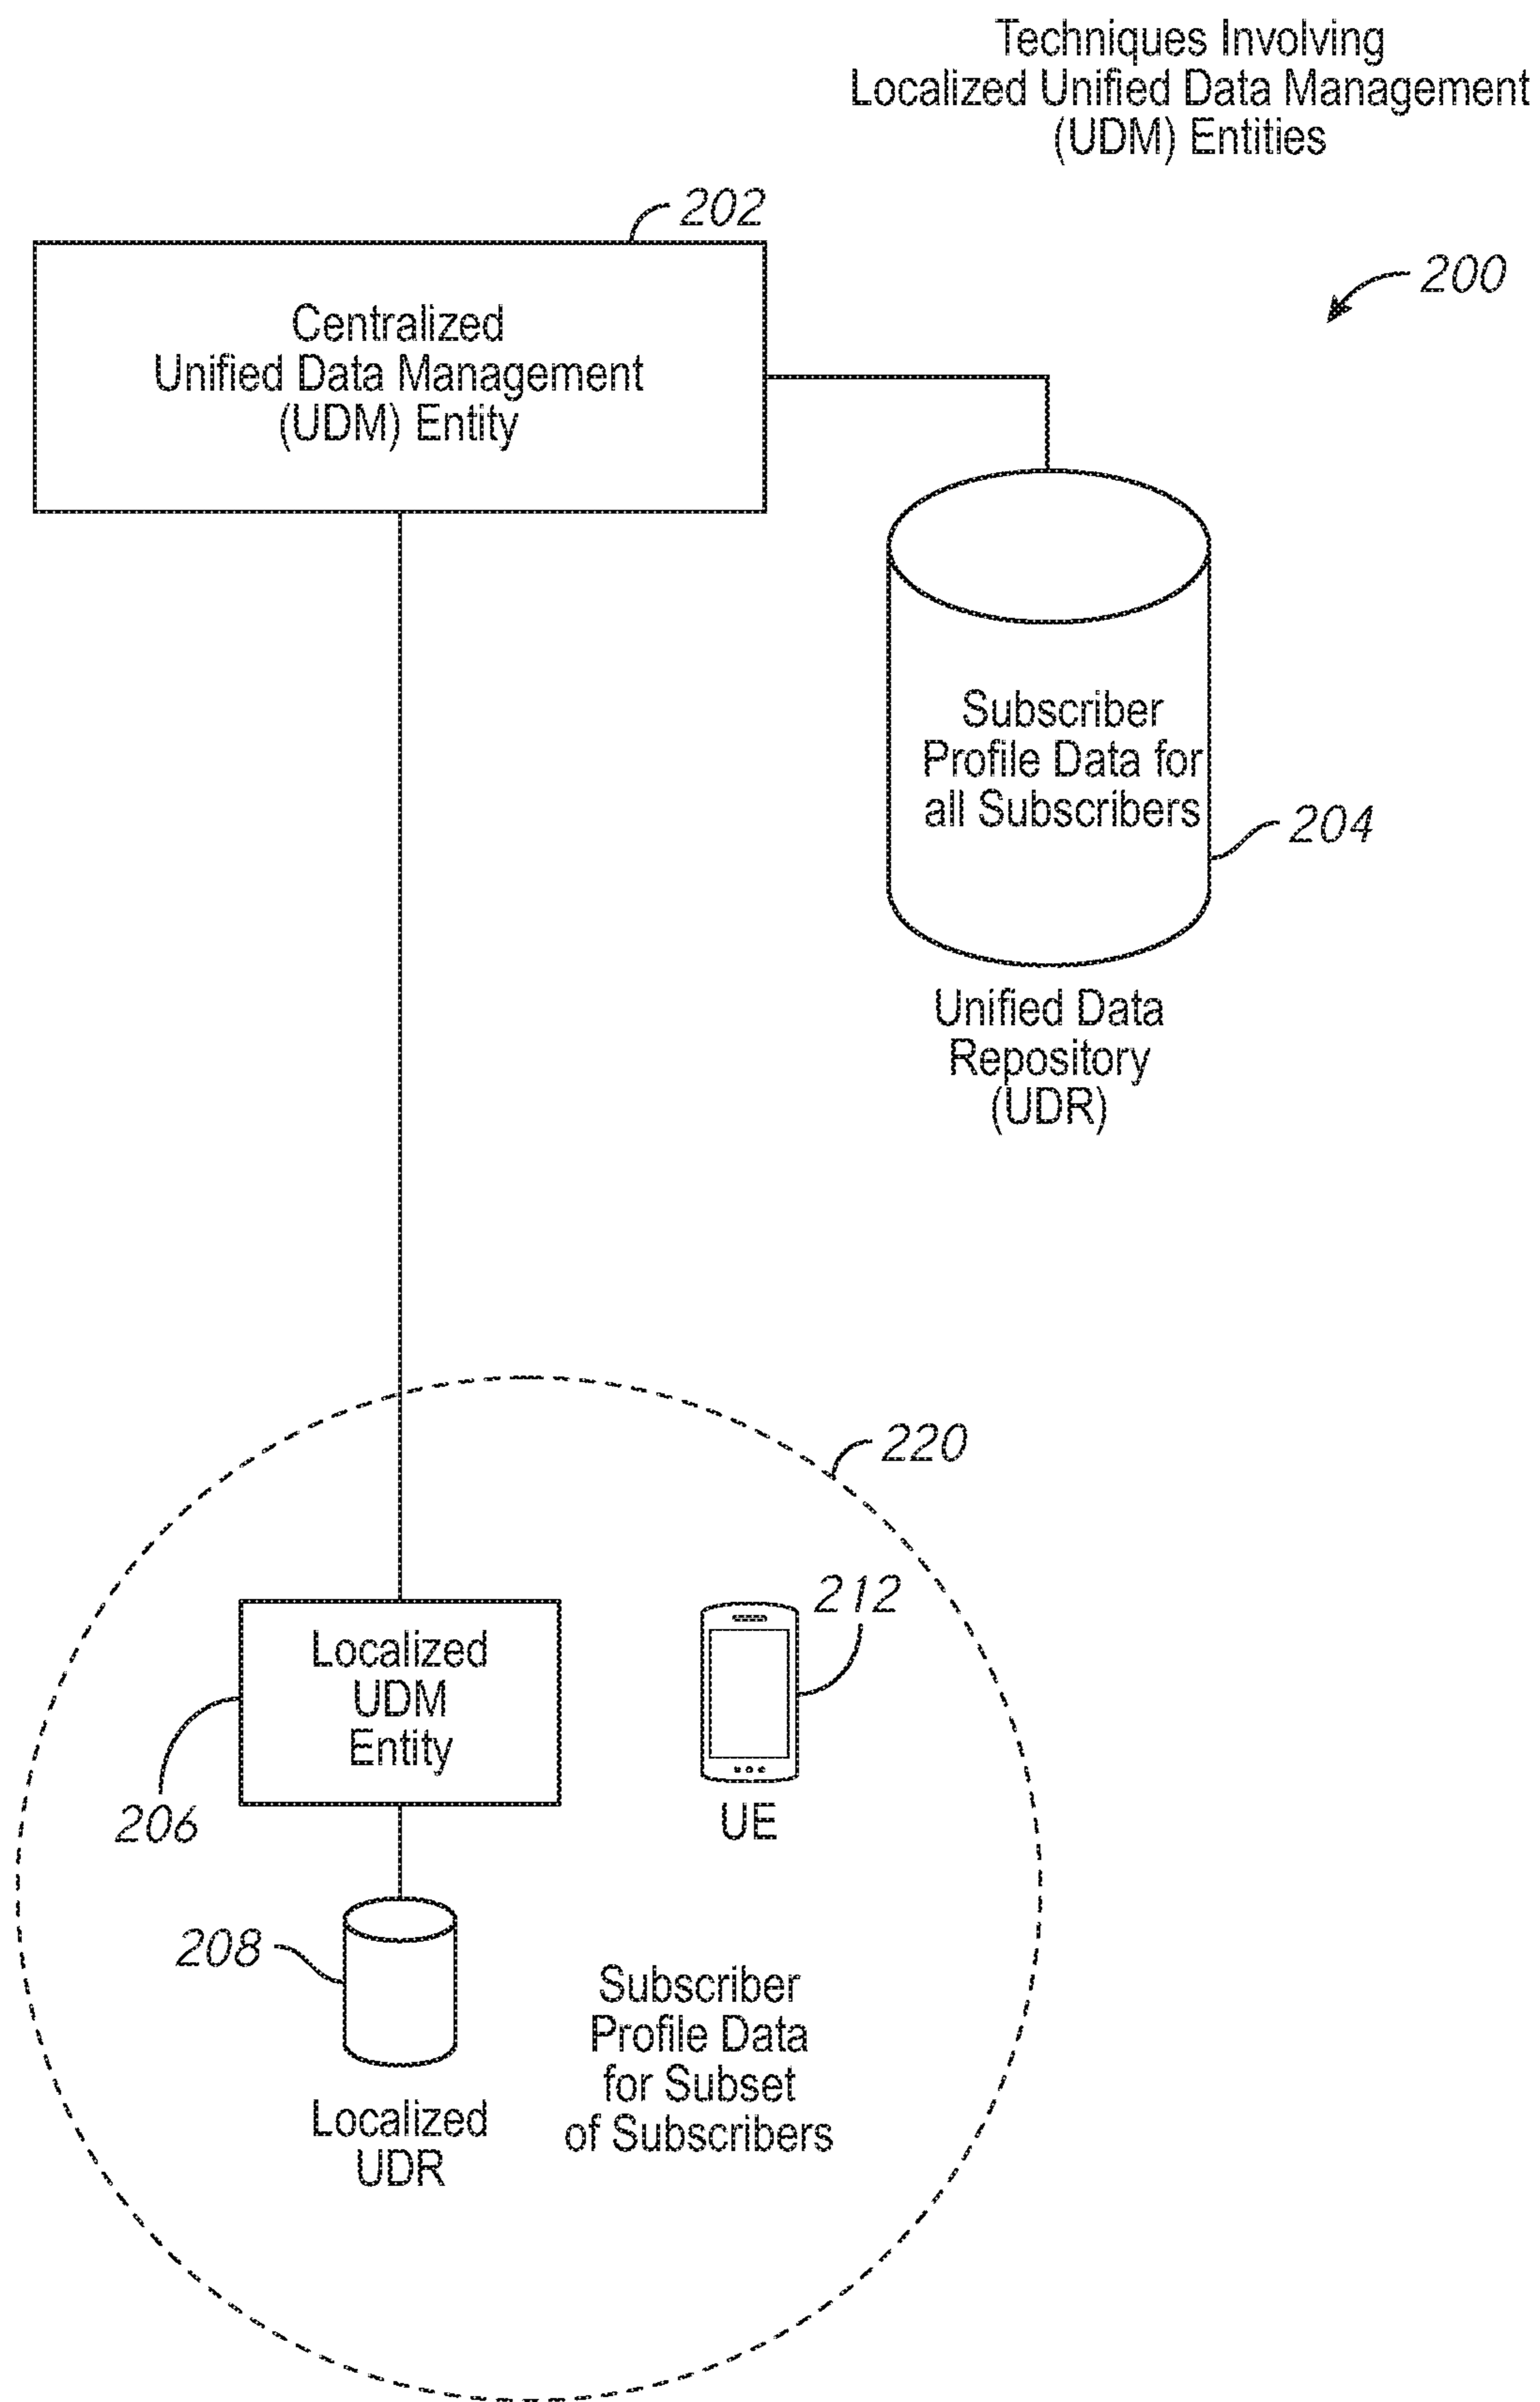 Techniques Involving
Localized Unified Data Management
(UDM) Entities
202
200
Centralized
Unified Data Management
(UDM) Entity
Subscriber
Profile Data for
all Subscribers
204
Unified Data
Repository
(UDR)
220
212
Localized
UDM
Entity
206
UE
208
Subscriber
Profile Data
for Subset
of Subscribers
Localized
UDR